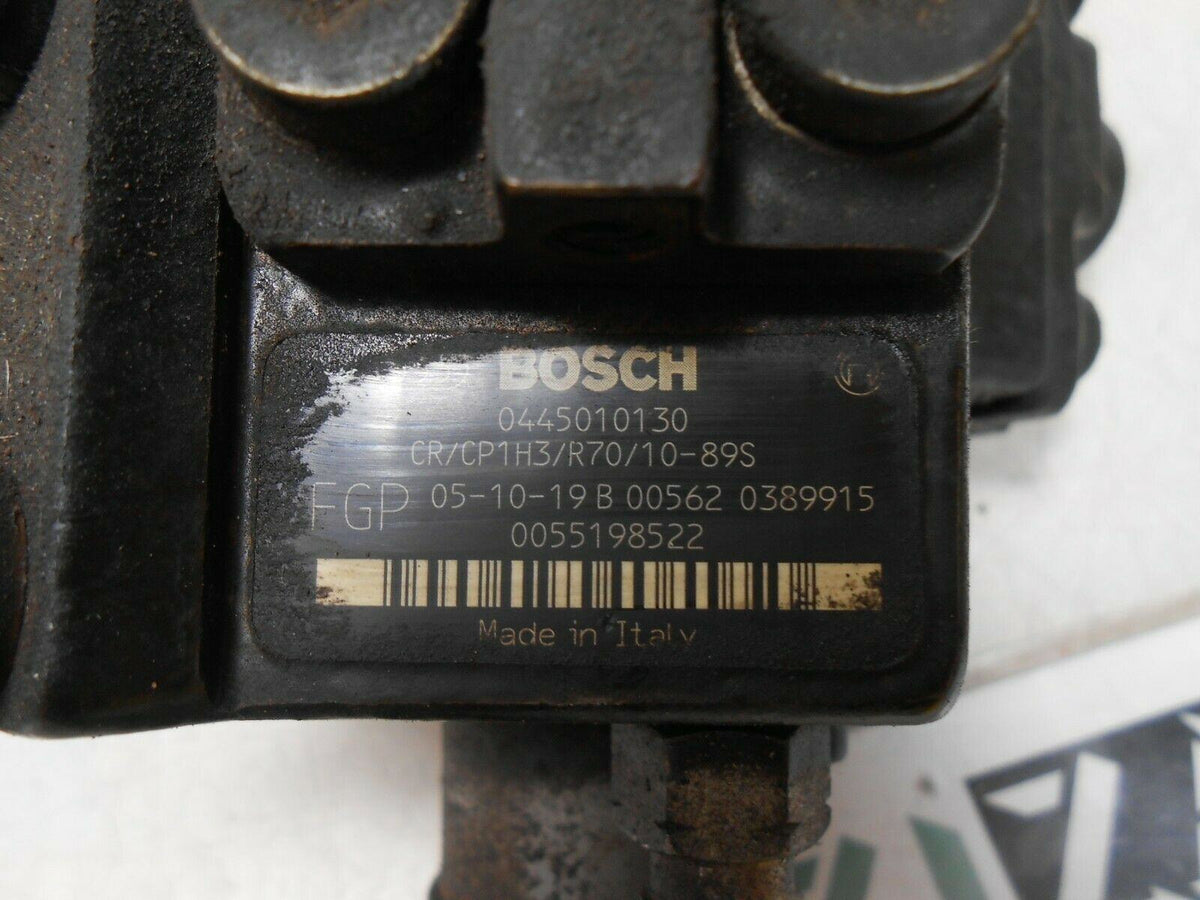 BOSCH
0445010130
CR/CP1H3/R70/10-89S
FGP 05-10-19 B 00562 0389915
0055198522
Made in Italy